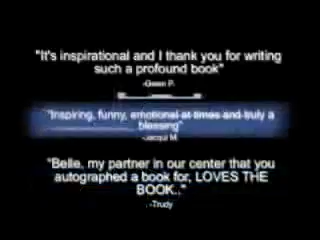 "It's inspirational and I thank you for writing
such a profound book"
"Inspiring, funny, emotional at times and truly a
blessing"
-Jacqui M.
"Belle, my partner in our center that you
autographed a book for, LOVES THE
BOOK.."
-Trudy